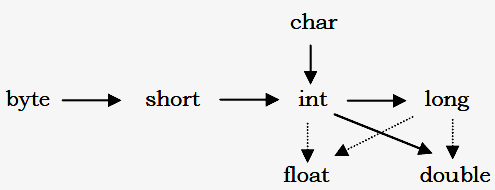 char
byte short int long
float double